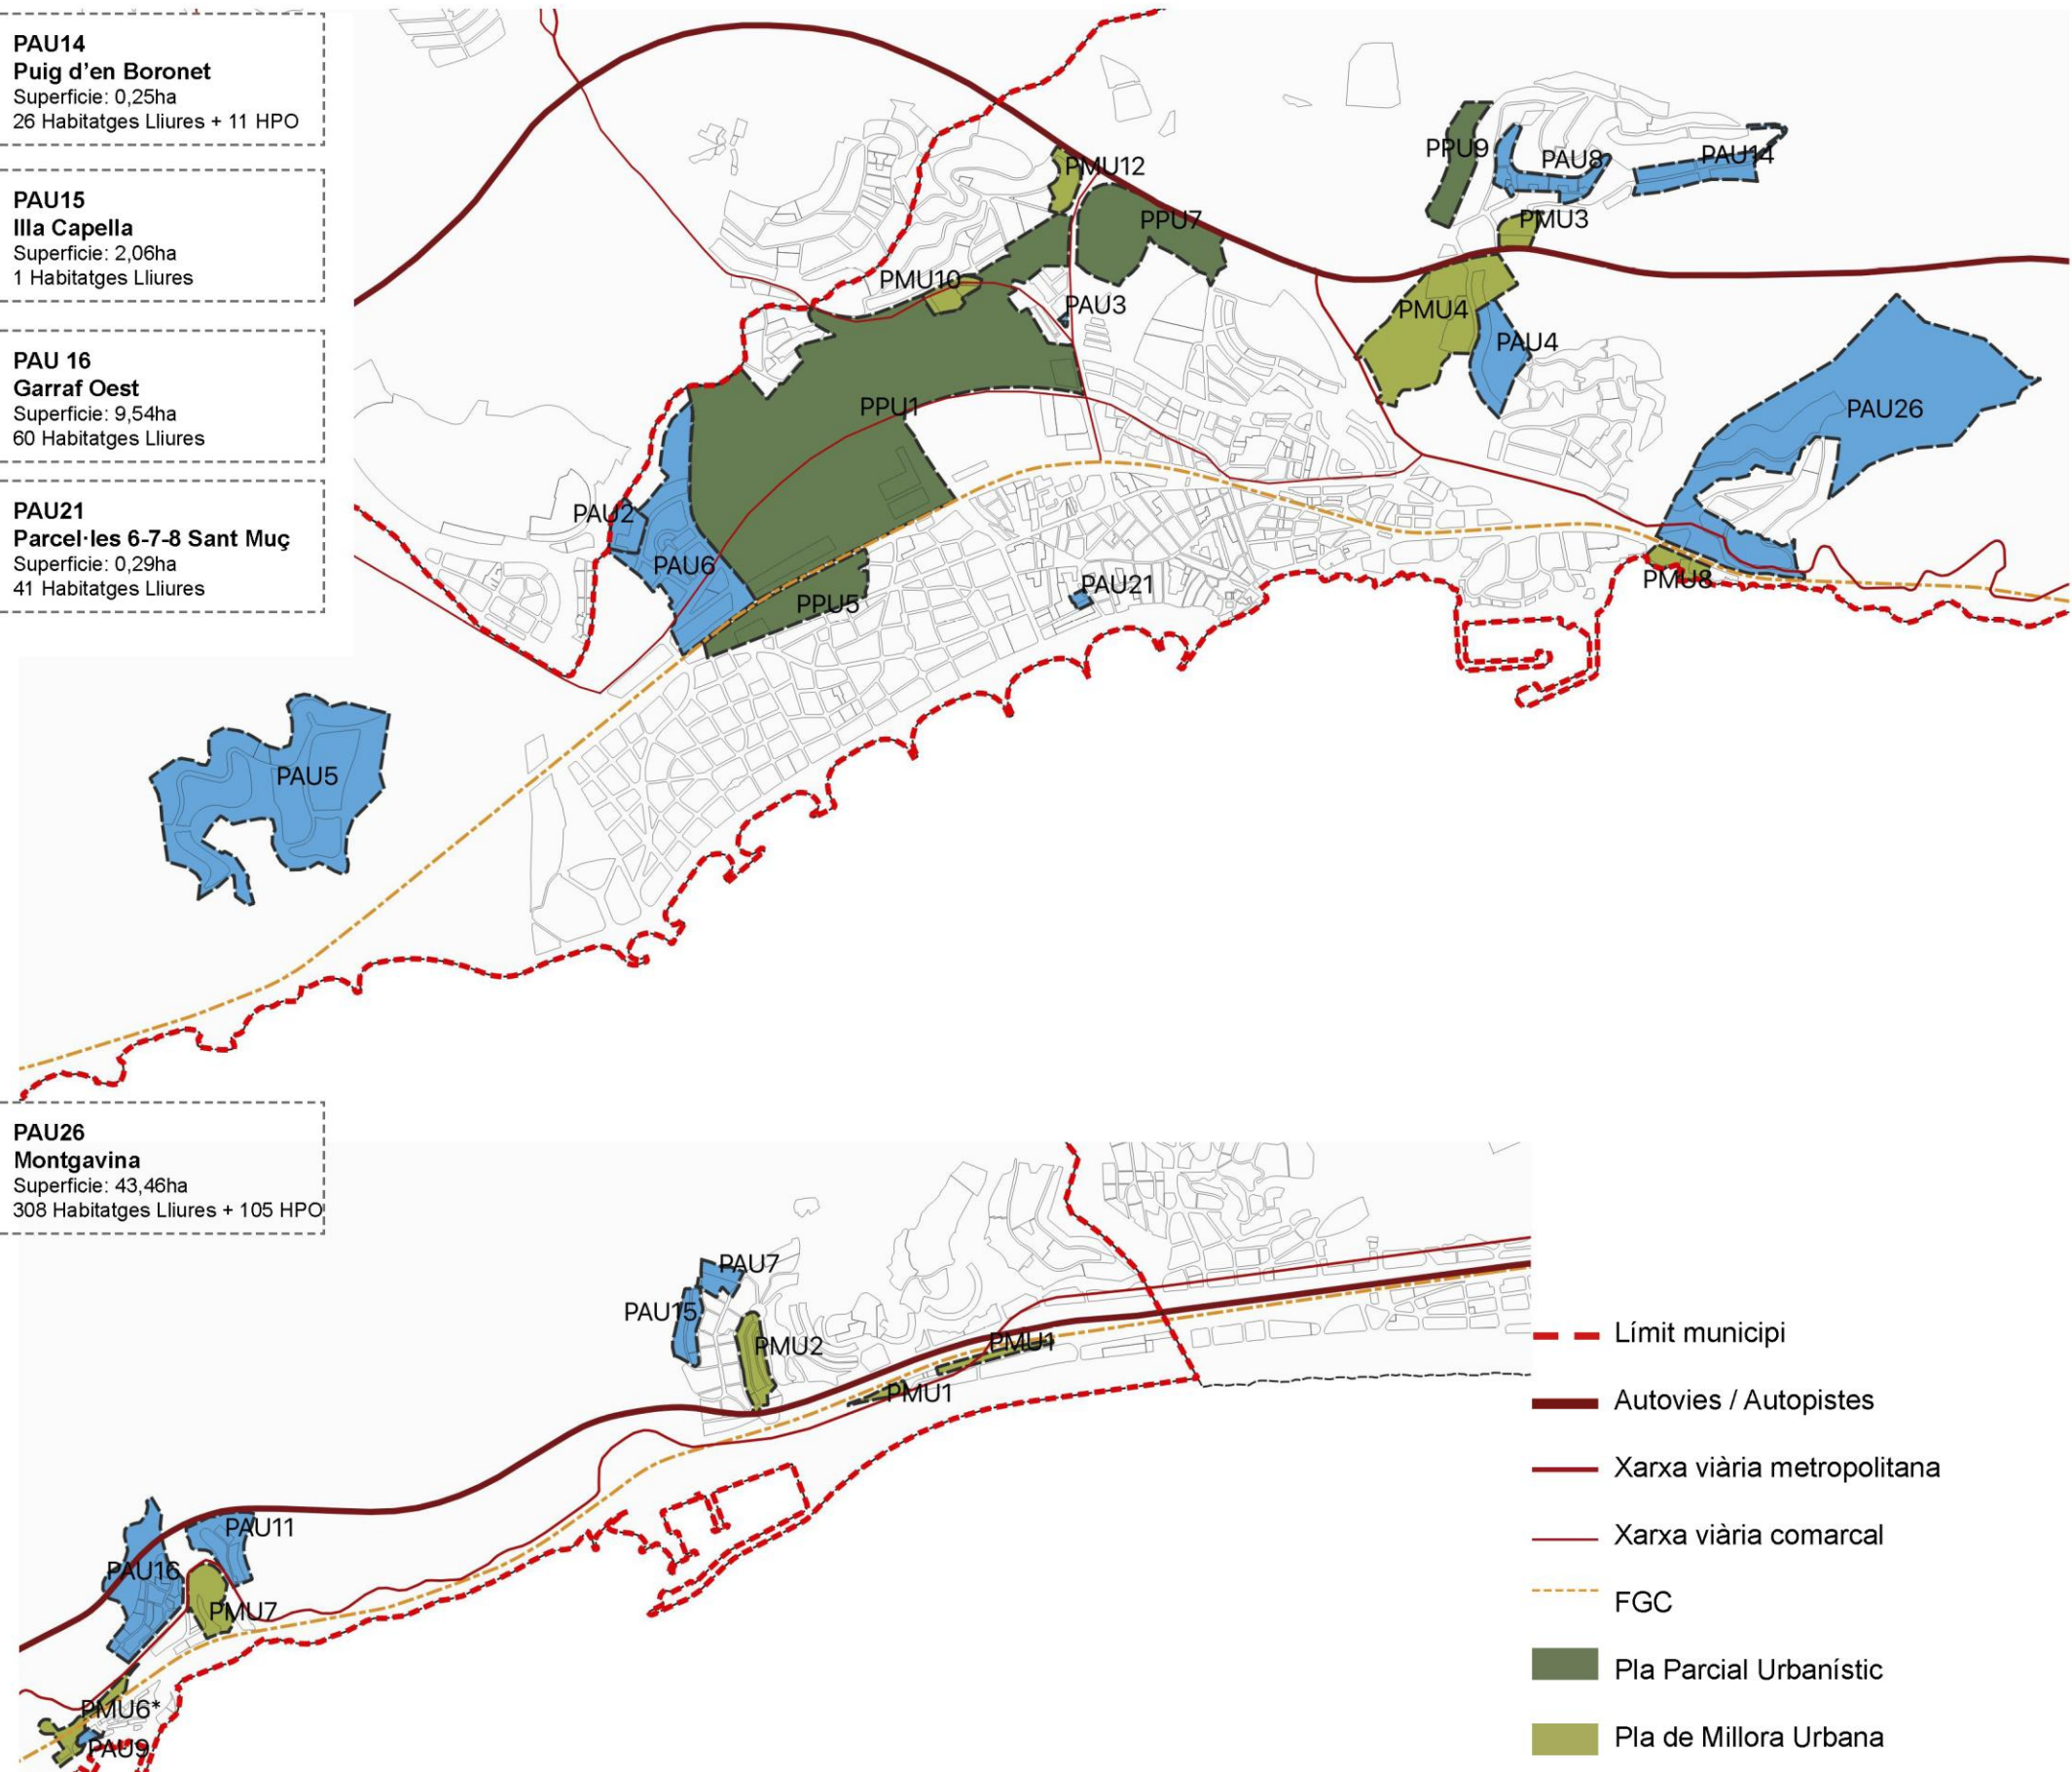 PAU14
Puig d'en Boronet
Superficie: 0,25ha
26 Habitatges Lliures + 11 HPO
PAU15
Illa Capella
Superficie: 2,06ha
1 Habitatges Lliures
PAU 16
Garraf Oest
Superficie: 9,54ha
60 Habitatges Lliures
PAU21
Parcel·les 6-7-8 Sant Muç
Superficie: 0,29ha
41 Habitatges Lliures
PMU12
PPU7
PMU10
PAU3
PPU1
PAU2
PAU6
PPU5
PAU21
PPU9
PAU8
PAU14
PMU3
PMU4
PAU4
PAU26
PMU8
PAU5
PAU26
Montgavina
Superficie: 43,46ha
308 Habitatges Lliures + 105 HPO
PAU7
PAU15
PMU2
PMU1
PMU1
PAU11
PAU16
PMU7
PMU6*
PAU9
Límit municipi
Autovies / Autopistes
Xarxa viària metropolitana
Xarxa viària comarcal
FGC
Pla Parcial Urbanístic
Pla de Millora Urbana